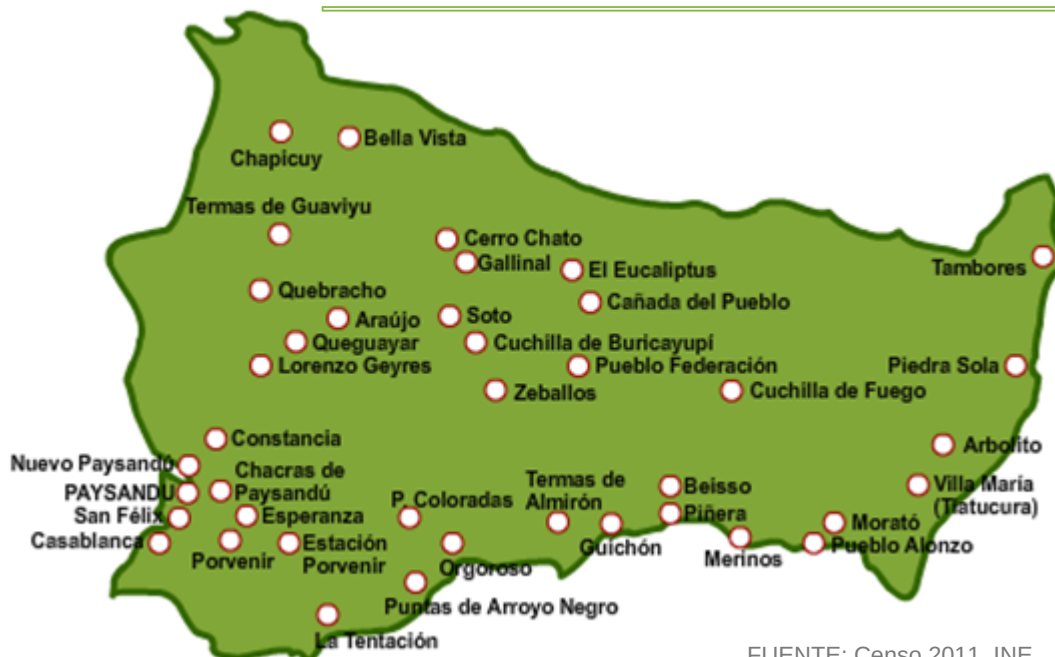 Chapicuy
Bella Vista
Termas de Guaviyu
Cerro Chato
Gallinal
El Eucaliptus
Tambores
Quebracho
Cañada del Pueblo
Araújo
Soto
Queguayar
Cuchilla de Buricayupí
Lorenzo Geyres
Pueblo Federación
Piedra Sola
Zeballos
Cuchilla de Fuego
Constancia
Arbolito
Nuevo Paysandú
Chacras de
Paysandú
PAYSANDU
Termas de
Almirón
Beisso
Villa María
(Tiatucura)
P. Coloradas
San Félix
Esperanza
Piñera
Morató
Casablanca
Porvenir
Estación
Porvenir
Orgoroso
Guichón
Merinos
Pueblo Alonzo
Puntas de Arroyo Negro
La Tentación
FUENTE: Censo 2011, INE